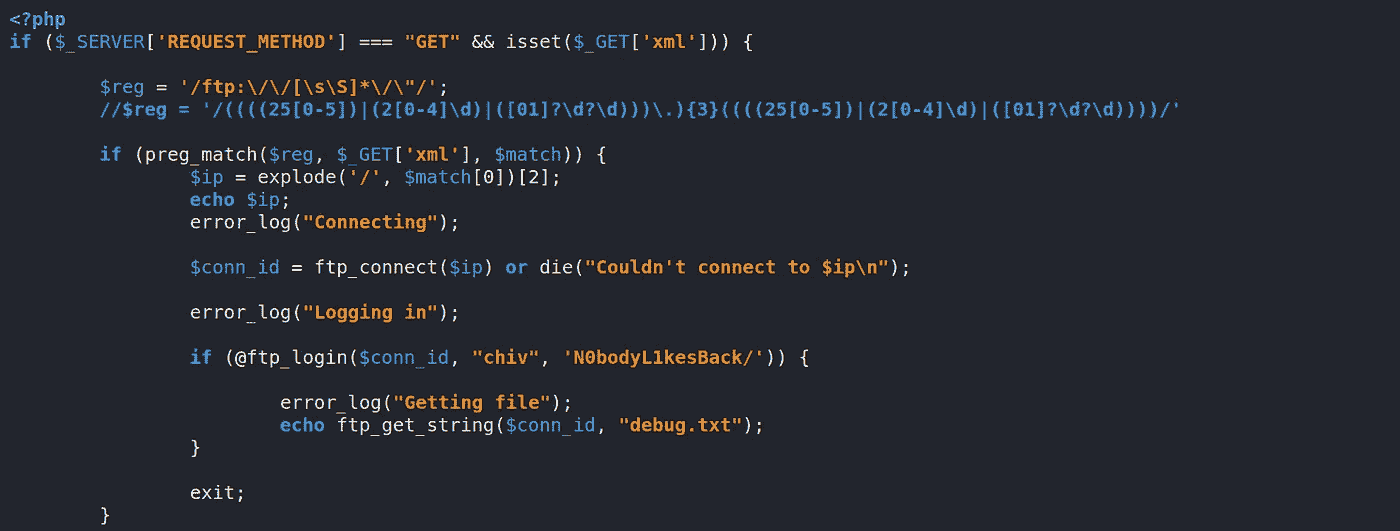 <?php
if ($_SERVER['REQUEST_METHOD'] === "GET" && isset($_GET['xml'])) {
$reg = '/ftp:\/\/[\s\S]*\/\"/';
//$reg = '/((((25[0-5])|(2[0-4]\d)|([01]?\d?\d)))\.){3}((((25[0-5])|(2[0-4]\d)|([01]?\d?\d))))/'
if (preg_match($reg, $_GET['xml'], $match)) {
$ip = explode('/', $match[0])[2];
echo $ip;
error_log("Connecting");
$conn_id = ftp_connect($ip) or die("Couldn't connect to $ip\n");
error_log("Logging in");
if (@ftp_login($conn_id, "chiv", 'N0bodyL1kesBack/')) {
error_log("Getting file");
echo ftp_get_string($conn_id, "debug.txt");
}
exit;
}